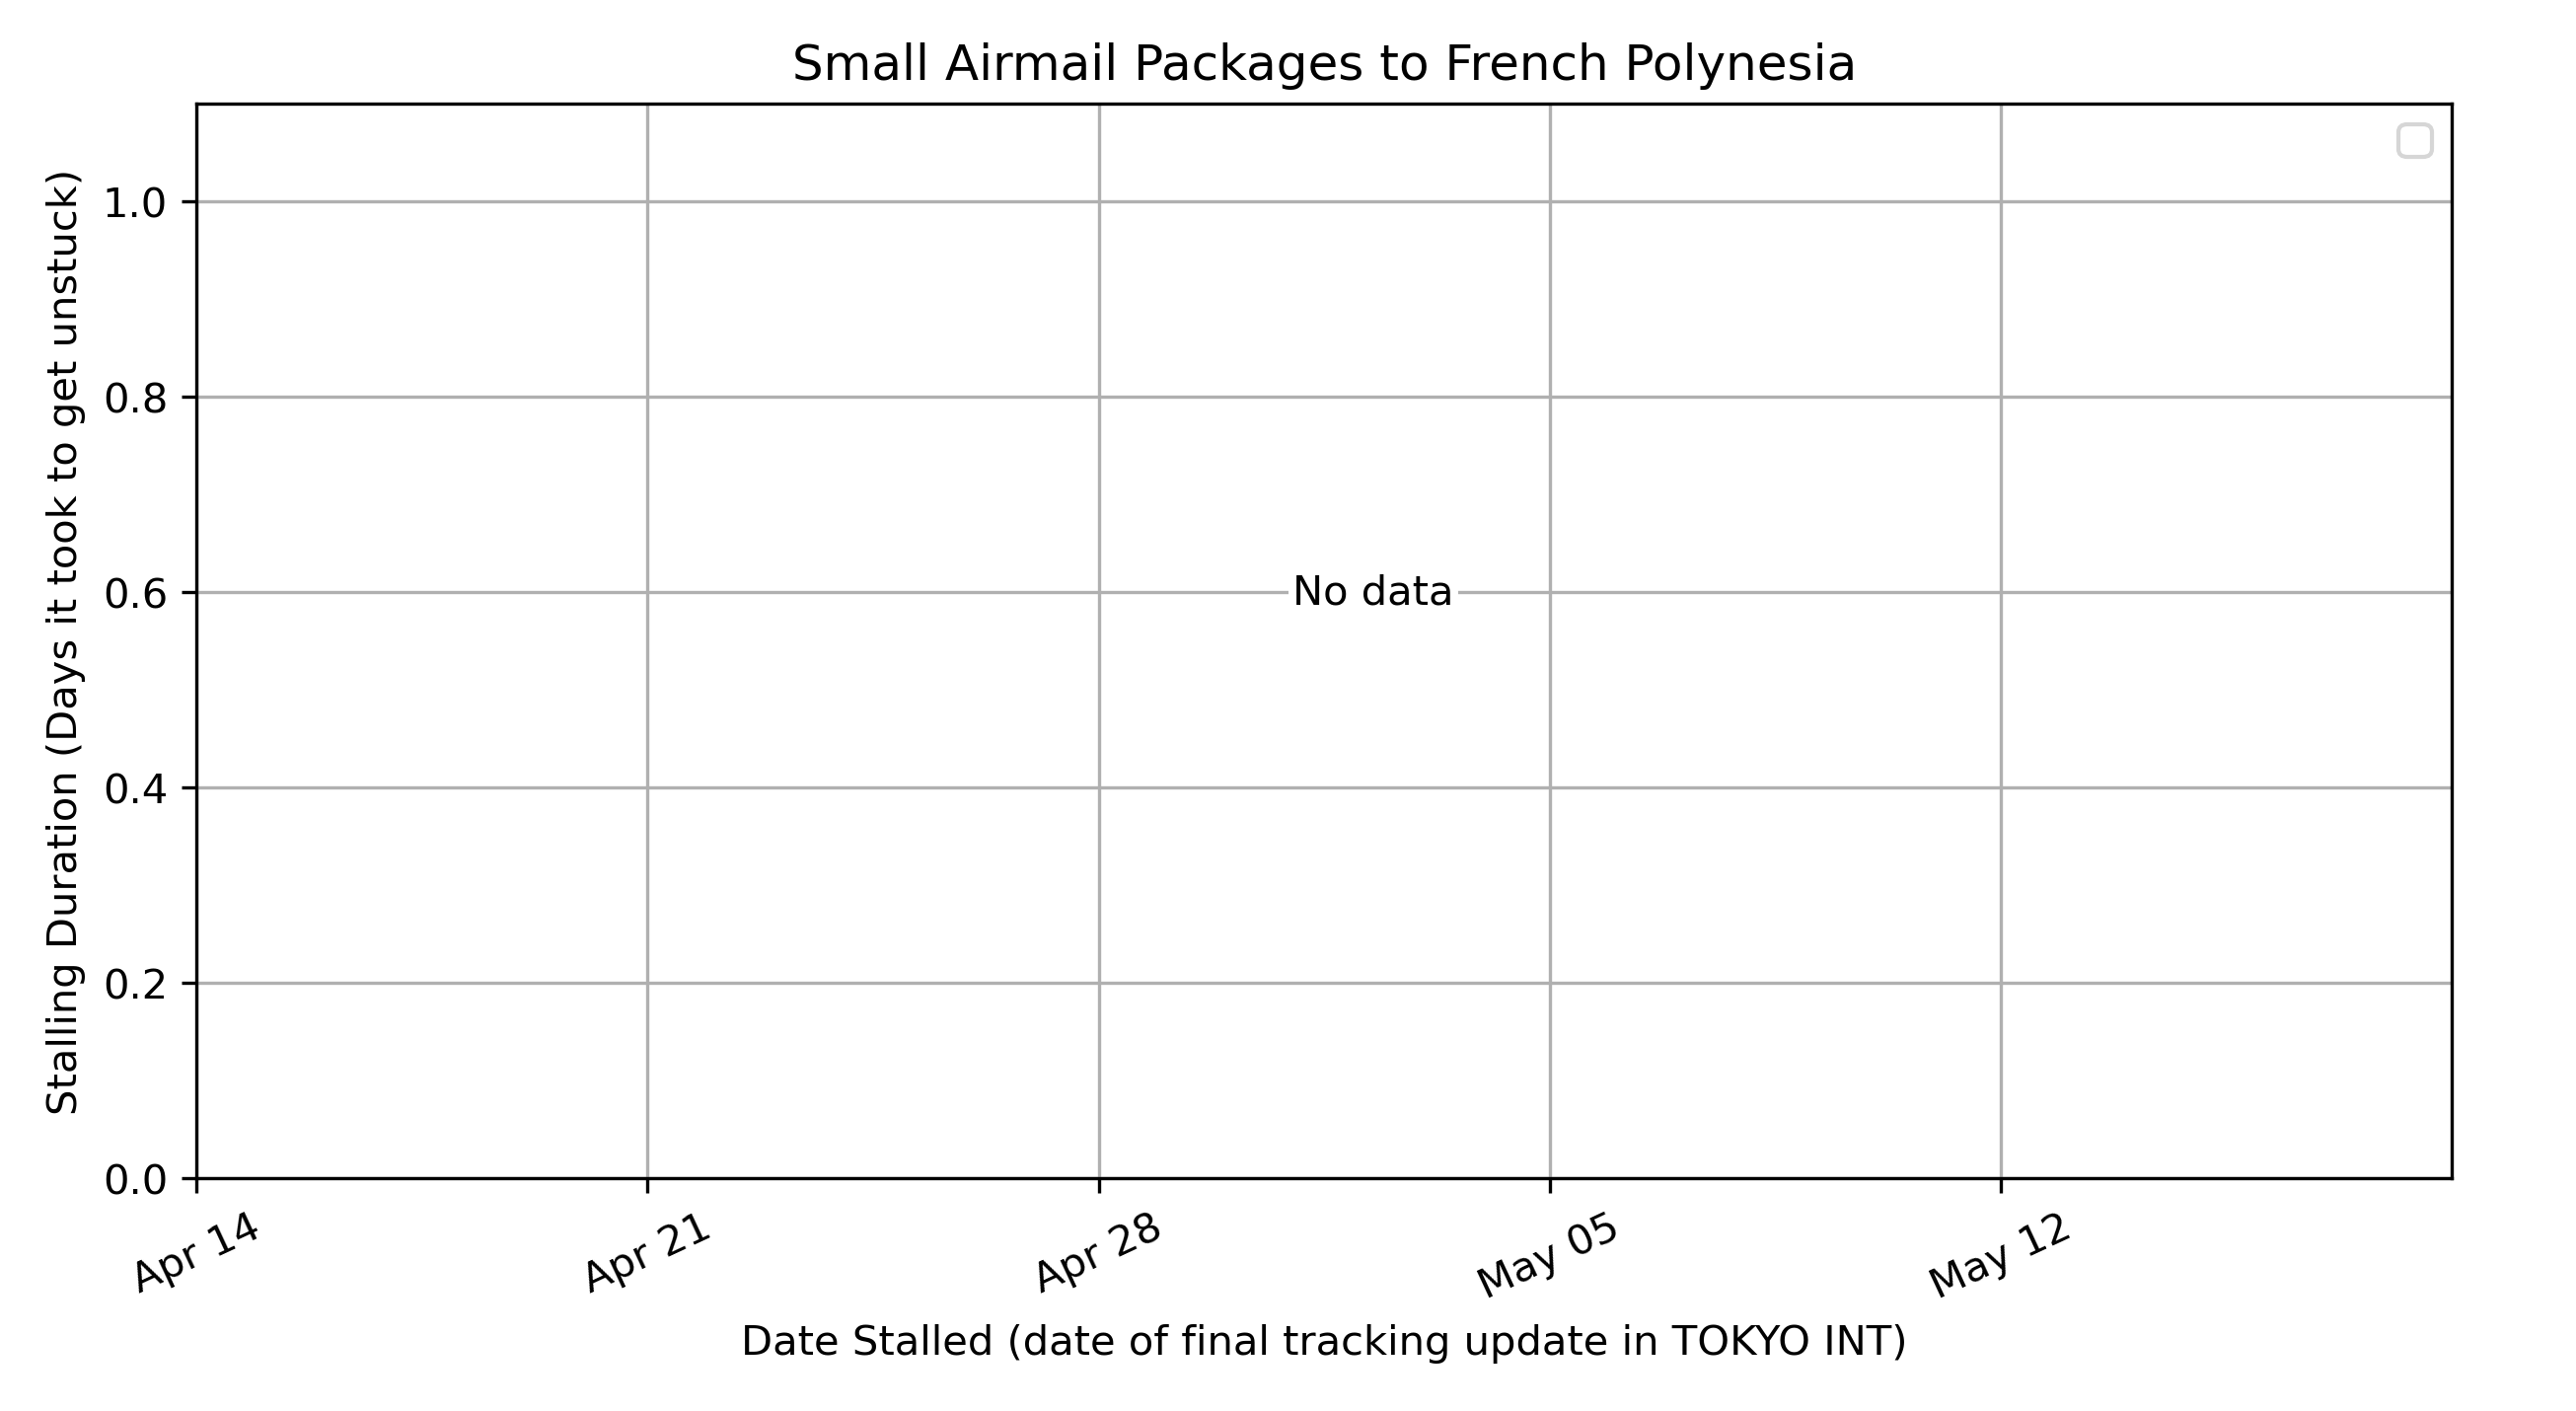 Small Airmail Packages to French Polynesia
Stalling Duration (Days it took to get unstuck)
1.0
0.8
0.6
0.4
0.2
0.0
No data
Apr 14
Apr 21
Apr 28
May 05
May 12
Date Stalled (date of final tracking update in TOKYO INT)